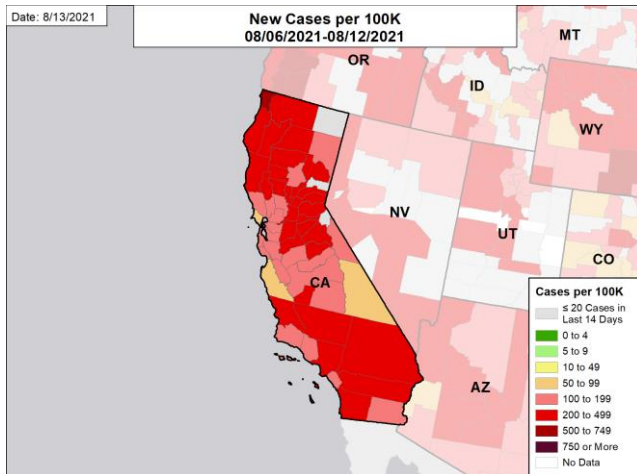 Date: 8/13/2021
New Cases per 100K
08/06/2021-08/12/2021
MT
OR
ID
WY
NV
UT
CO
CA
AZ
Cases per 100K
≤ 20 Cases in
Last 14 Days
0 to 4
5 to 9
10 to 49
50 to 99
100 to 199
200 to 499
500 to 749
750 or More
No Data